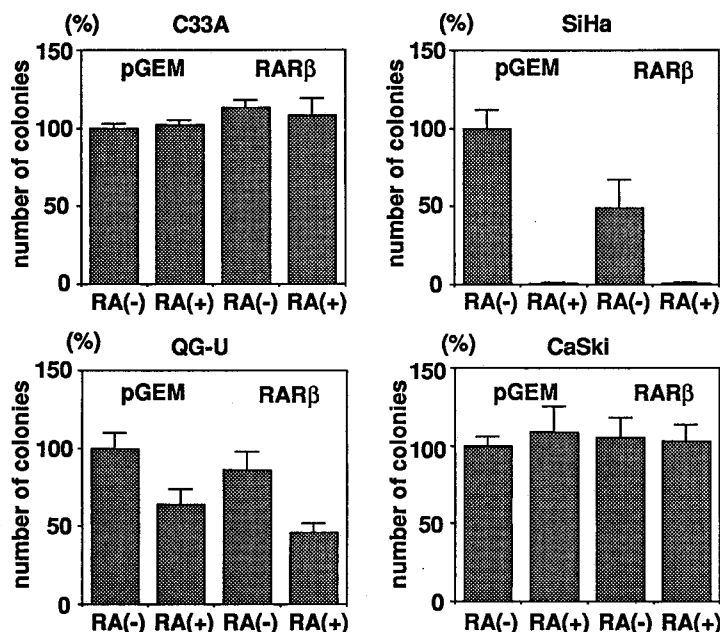 (%) C33A
number of colonies
150
100
50
0
pGEM RARβ
RA(-) RA(+) RA(-) RA(+)
(%) SiHa
number of colonies
150
100
50
0
pGEM RARβ
RA(-) RA(+) RA(-) RA(+)
(%) QG-U
number of colonies
150
100
50
0
pGEM RARβ
RA(-) RA(+) RA(-) RA(+)
(%) CaSki
number of colonies
150
100
50
0
pGEM RARβ
RA(-) RA(+) RA(-) RA(+)